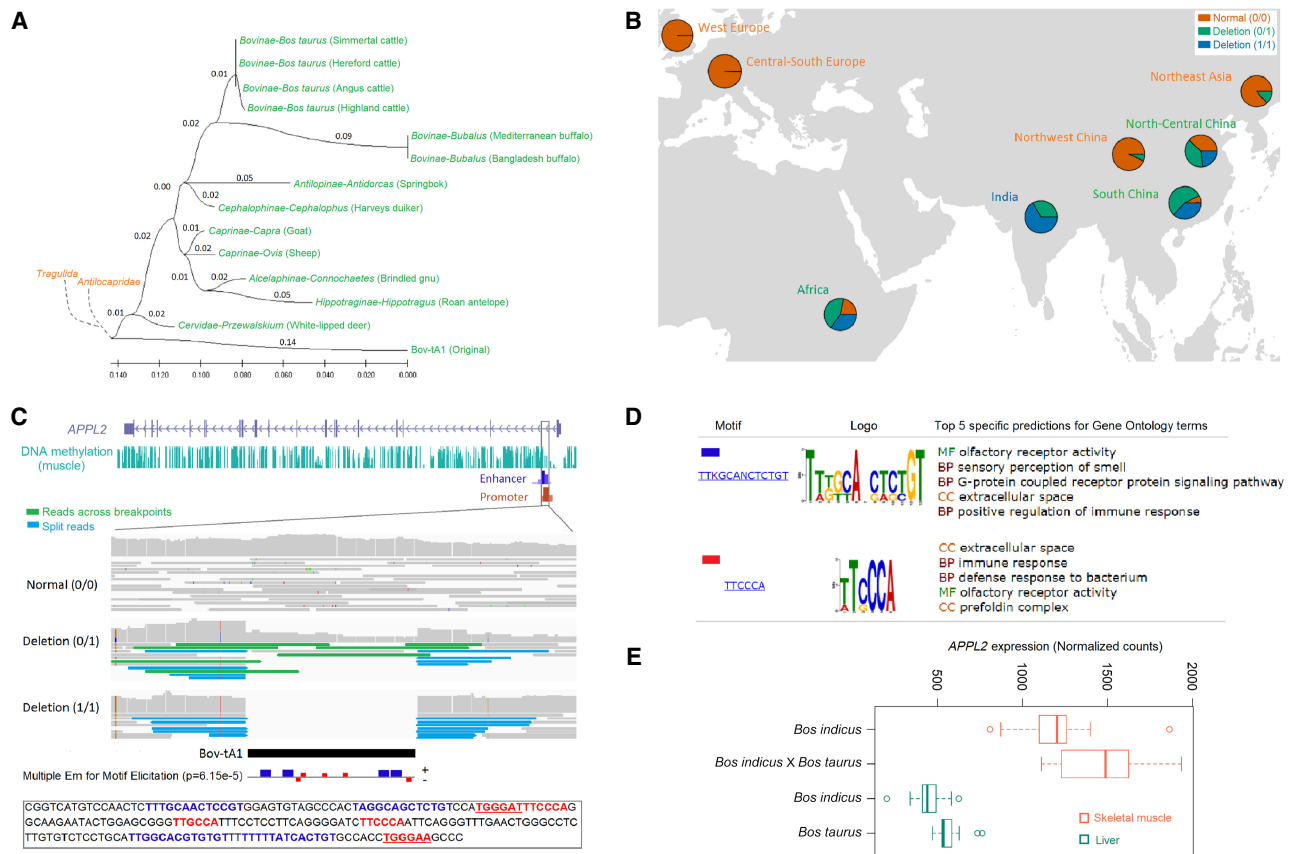 A
Bovinae-Bos taurus (Simmertal cattle)
Bovinae-Bos taurus (Hereford cattle)
0.01
Bovinae-Bos taurus (Angus cattle)
Bovinae-Bos taurus (Highland cattle)
0.02
0.09
Bovinae-Bubalus (Mediterranean buffalo)
Bovinae-Bubalus (Bangladesh buffalo)
0.00
0.05
Antilopinae-Antidorcas (Springbok)
0.02
Cephalophinae-Cephalophus (Harveys duiker)
0.01
Caprinae-Capra (Goat)
0.02
0.02
Caprinae-Ovis (Sheep)
Tragulida
Antilocapridae
0.01
0.02
Alcelaphinae-Connochaetes (Brindled gnu)
0.05
Hippotraginae-Hippotragus (Roan antelope)
0.01
0.02
Cervidae-Przewalskium (White-lipped deer)
0.14
Bov-tA1 (Original)
0.140 0.120 0.100 0.080 0.060 0.040 0.020 0.000
B
Normal (0/0)
Deletion (0/1)
Deletion (1/1)
West Europe
Central-South Europe
Northeast Asia
North-Central China
Northwest China
India
South China
Africa
C
APPL2
DNA methylation
(muscle)
Enhancer
Promoter
Reads across breakpoints
Split reads
Normal (0/0)
Deletion (0/1)
Deletion (1/1)
Bov-tA1
Multiple Em for Motif Elicitation (p=6.15e-5)
+
-
CGGTCATGTCCAACTCTTTGCAACTCCGTGGAGTGTAGCCCACTAGGCAGCTCTGTCCATGGGATTTCCCAG
GCAAGAATACTGGAGCGGGTTGCCATTTCCTCCTTCAGGGGATCTTCCCAATTCAGGGTTTGAACTGGGCCTC
TTGTGTCTCCTGCATTGGCACGTGTGTTTTTTTTATCACTGTGCCACCTGGGAAGCCC
D
Motif Logo Top 5 specific predictions for Gene Ontology terms
TTKGCANCTCTGT
MF olfactory receptor activity
BP sensory perception of smell
BP G-protein coupled receptor protein signaling pathway
CC extracellular space
BP positive regulation of immune response
TTCCCA
CC extracellular space
BP immune response
BP defense response to bacterium
MF olfactory receptor activity
CC prefoldin complex
E
APPL2 expression (Normalized counts)
500 1000 1500 2000
Bos indicus
Bos indicus X Bos taurus
Bos indicus
Bos taurus
Skeletal muscle
Liver